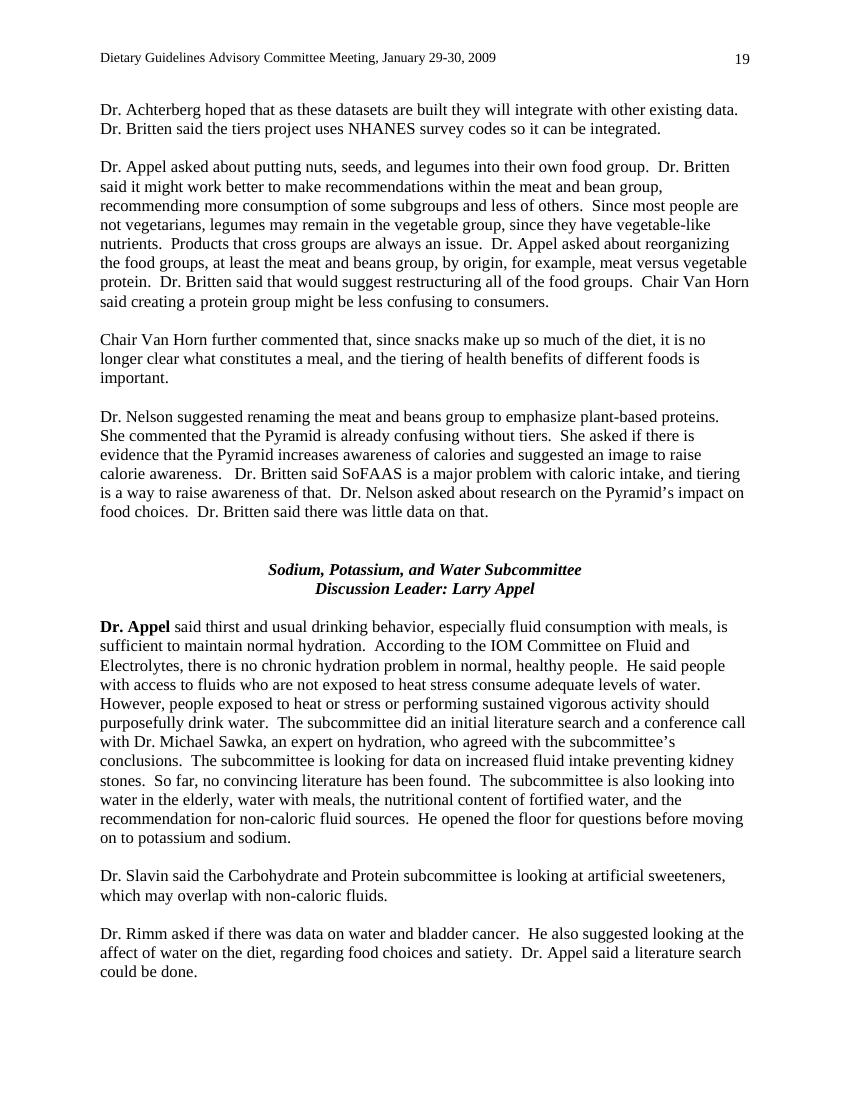 Dietary Guidelines Advisory Committee Meeting, January 29-30, 2009 19
Dr. Achterberg hoped that as these datasets are built they will integrate with other existing data.
Dr. Britten said the tiers project uses NHANES survey codes so it can be integrated.
Dr. Appel asked about putting nuts, seeds, and legumes into their own food group. Dr. Britten
said it might work better to make recommendations within the meat and bean group,
recommending more consumption of some subgroups and less of others. Since most people are
not vegetarians, legumes may remain in the vegetable group, since they have vegetable-like
nutrients. Products that cross groups are always an issue. Dr. Appel asked about reorganizing
the food groups, at least the meat and beans group, by origin, for example, meat versus vegetable
protein. Dr. Britten said that would suggest restructuring all of the food groups. Chair Van Horn
said creating a protein group might be less confusing to consumers.
Chair Van Horn further commented that, since snacks make up so much of the diet, it is no
longer clear what constitutes a meal, and the tiering of health benefits of different foods is
important.
Dr. Nelson suggested renaming the meat and beans group to emphasize plant-based proteins.
She commented that the Pyramid is already confusing without tiers. She asked if there is
evidence that the Pyramid increases awareness of calories and suggested an image to raise
calorie awareness. Dr. Britten said SoFAAS is a major problem with caloric intake, and tiering
is a way to raise awareness of that. Dr. Nelson asked about research on the Pyramid's impact on
food choices. Dr. Britten said there was little data on that.
Sodium, Potassium, and Water Subcommittee
Discussion Leader: Larry Appel
Dr. Appel said thirst and usual drinking behavior, especially fluid consumption with meals, is
sufficient to maintain normal hydration. According to the IOM Committee on Fluid and
Electrolytes, there is no chronic hydration problem in normal, healthy people. He said people
with access to fluids who are not exposed to heat stress consume adequate levels of water.
However, people exposed to heat or stress or performing sustained vigorous activity should
purposefully drink water. The subcommittee did an initial literature search and a conference call
with Dr. Michael Sawka, an expert on hydration, who agreed with the subcommittee's
conclusions. The subcommittee is looking for data on increased fluid intake preventing kidney
stones. So far, no convincing literature has been found. The subcommittee is also looking into
water in the elderly, water with meals, the nutritional content of fortified water, and the
recommendation for non-caloric fluid sources. He opened the floor for questions before moving
on to potassium and sodium.
Dr. Slavin said the Carbohydrate and Protein subcommittee is looking at artificial sweeteners,
which may overlap with non-caloric fluids.
Dr. Rimm asked if there was data on water and bladder cancer. He also suggested looking at the
affect of water on the diet, regarding food choices and satiety. Dr. Appel said a literature search
could be done.